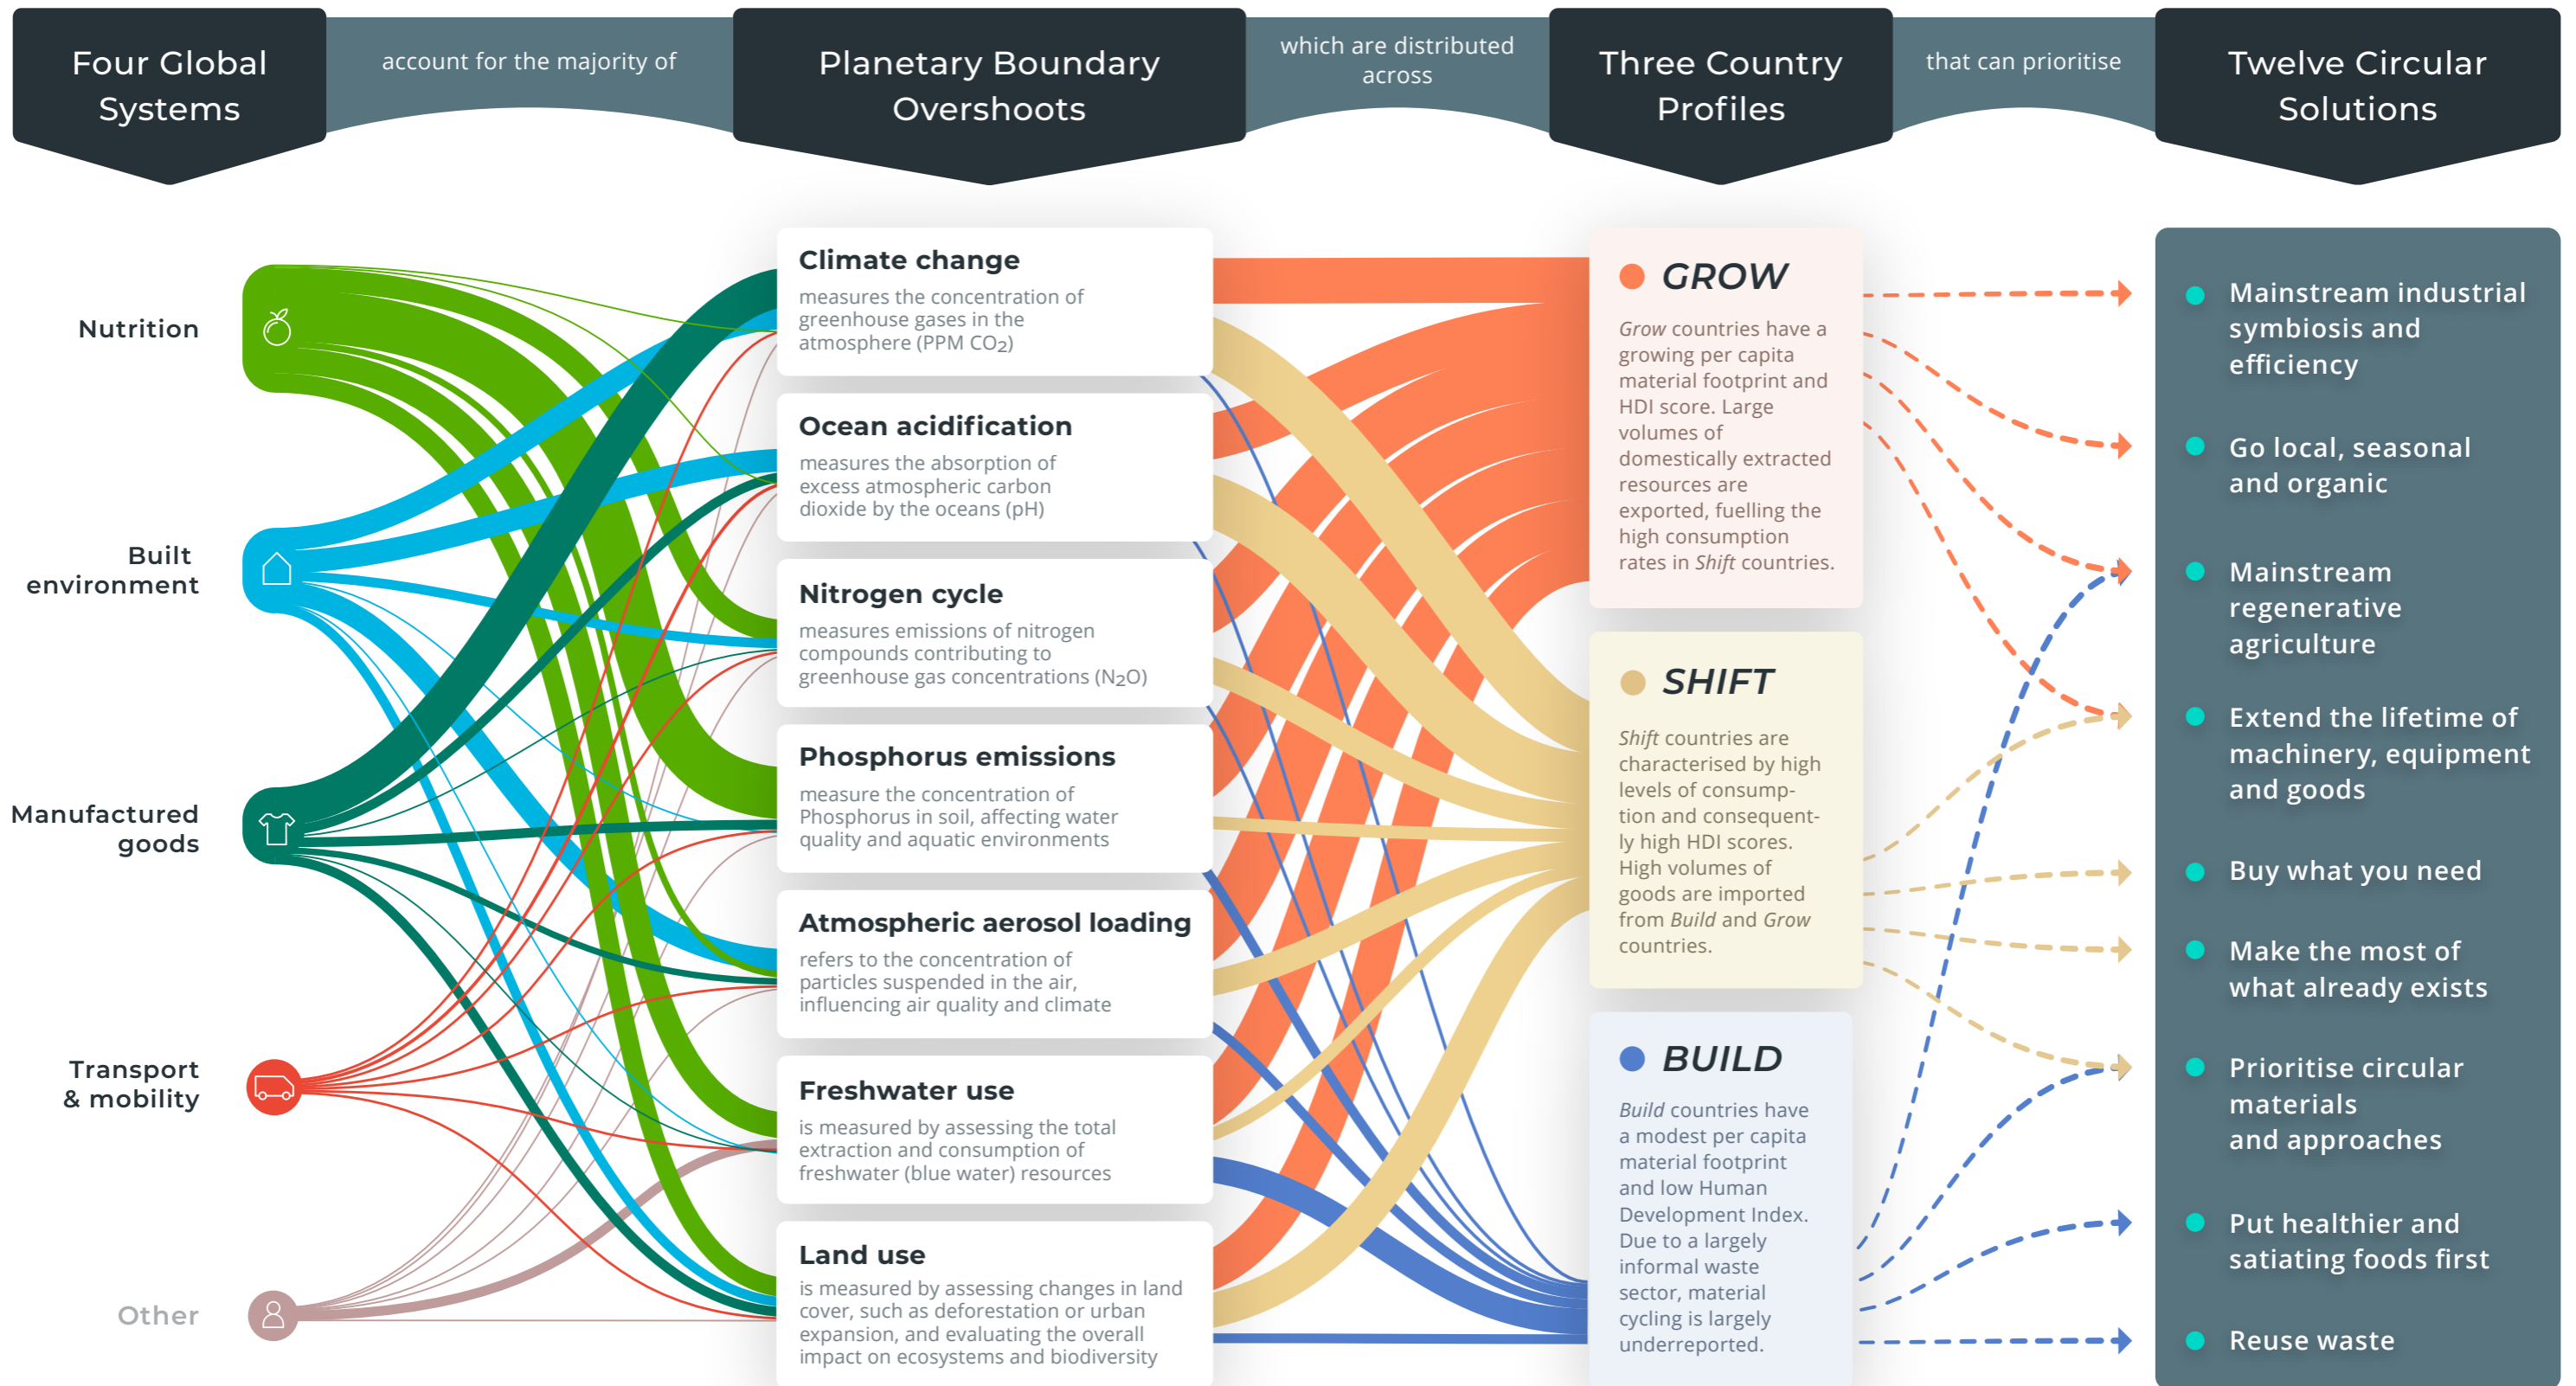 Four Global
Systems
account for the majority of
Planetary Boundary
Overshoots
which are distributed
across
Three Country
Profiles
that can prioritise
Twelve Circular
Solutions
Nutrition
Built
environment
Manufactured
goods
Transport
& mobility
Other
Climate change
measures the concentration of
greenhouse gases in the
atmosphere (PPM CO₂)
Ocean acidification
measures the absorption of
excess atmospheric carbon
dioxide by the oceans (pH)
Nitrogen cycle
measures emissions of nitrogen
compounds contributing to
greenhouse gas concentrations (N₂O)
Phosphorus emissions
measure the concentration of
Phosphorus in soil, affecting water
quality and aquatic environments
Atmospheric aerosol loading
refers to the concentration of
particles suspended in the air,
influencing air quality and climate
Freshwater use
is measured by assessing the total
extraction and consumption of
freshwater (blue water) resources
Land use
is measured by assessing changes in land
cover, such as deforestation or urban
expansion, and evaluating the overall
impact on ecosystems and biodiversity
GROW
Grow countries have a
growing per capita
material footprint and
HDI score. Large
volumes of
domestically extracted
resources are
exported, fuelling the
high consumption
rates in Shift countries.
SHIFT
Shift countries are
characterised by high
levels of consump-
tion and consequent-
ly high HDI scores.
High volumes of
goods are imported
from Build and Grow
countries.
BUILD
Build countries have
a modest per capita
material footprint
and low Human
Development Index.
Due to a largely
informal waste
sector, material
cycling is largely
underreported.
Mainstream industrial
symbiosis and
efficiency
Go local, seasonal
and organic
Mainstream
regenerative
agriculture
Extend the lifetime of
machinery, equipment
and goods
Buy what you need
Make the most of
what already exists
Prioritise circular
materials
and approaches
Put healthier and
satiating foods first
Reuse waste